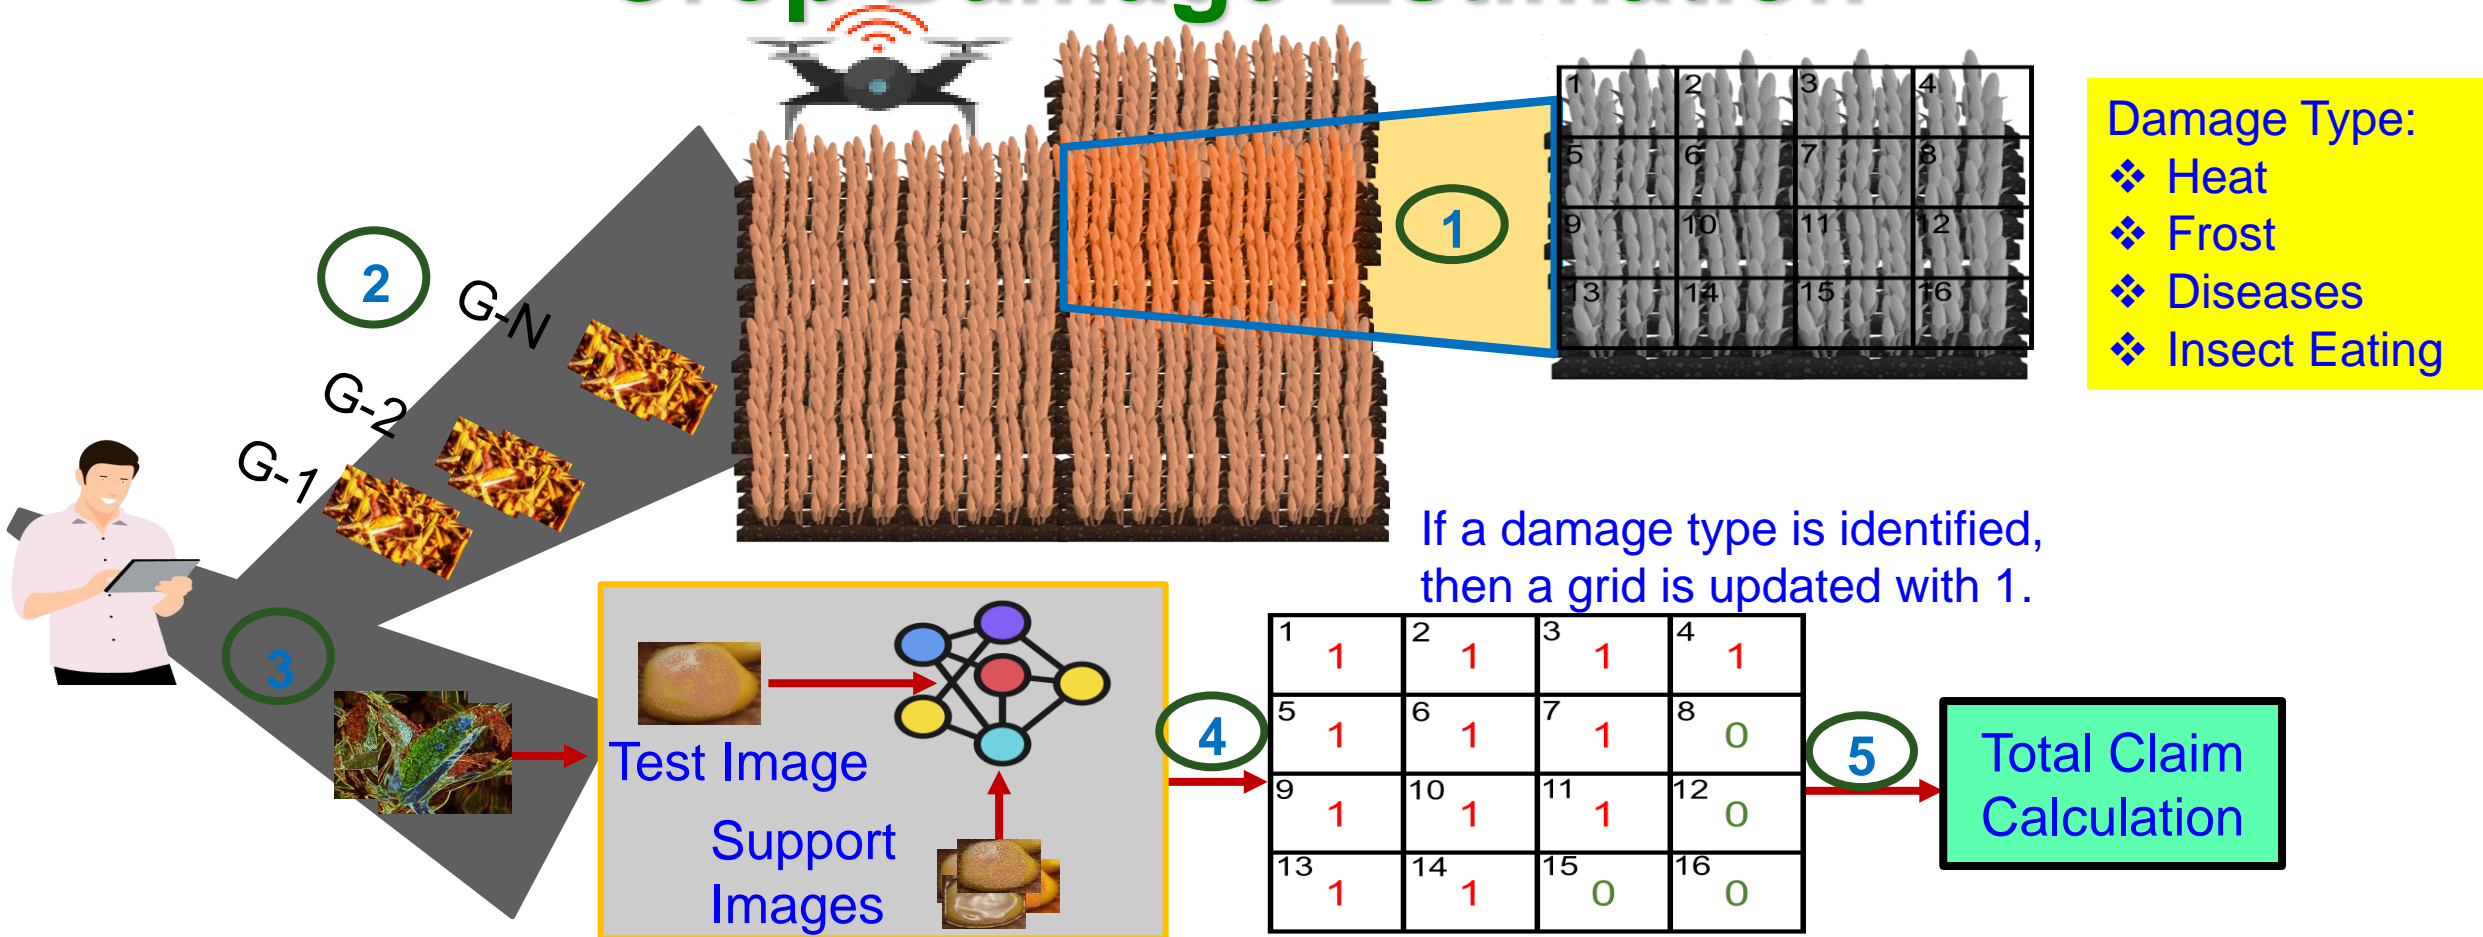 Crop Damage Estimation
1 2 3 4
5 6 7 8
9 10 11 12
13 14 15 16
Damage Type:
❖ Heat
❖ Frost
❖ Diseases
❖ Insect Eating
1
2
G-N
G-2
G-1
If a damage type is identified,
then a grid is updated with 1.
3
Test Image
Support
Images
4
1 1 2 1 3 1 4 1
5 1 6 1 7 1 8 0
9 1 10 1 11 1 12 0
13 1 14 1 15 0 16 0
5
Total Claim
Calculation